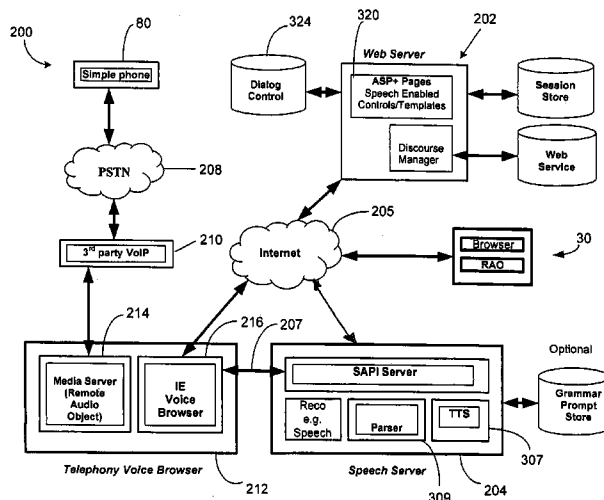 200
80
Simple phone
PSTN
208
3rd party VoIP
210
324
Dialog
Control
320
Web Server
202
ASP+ Pages
Speech Enabled
Controls/Templates
Discourse
Manager
Session
Store
Web
Service
205
Internet
Browser
RAO
30
214
216
207
Media Server
(Remote
Audio
Object)
IE
Voice
Browser
Telephony Voice Browser
212
SAPI Server
Reco
e.g.
Speech
Parser
TTS
307
Speech Server
309
204
Optional
Grammar
Prompt
Store